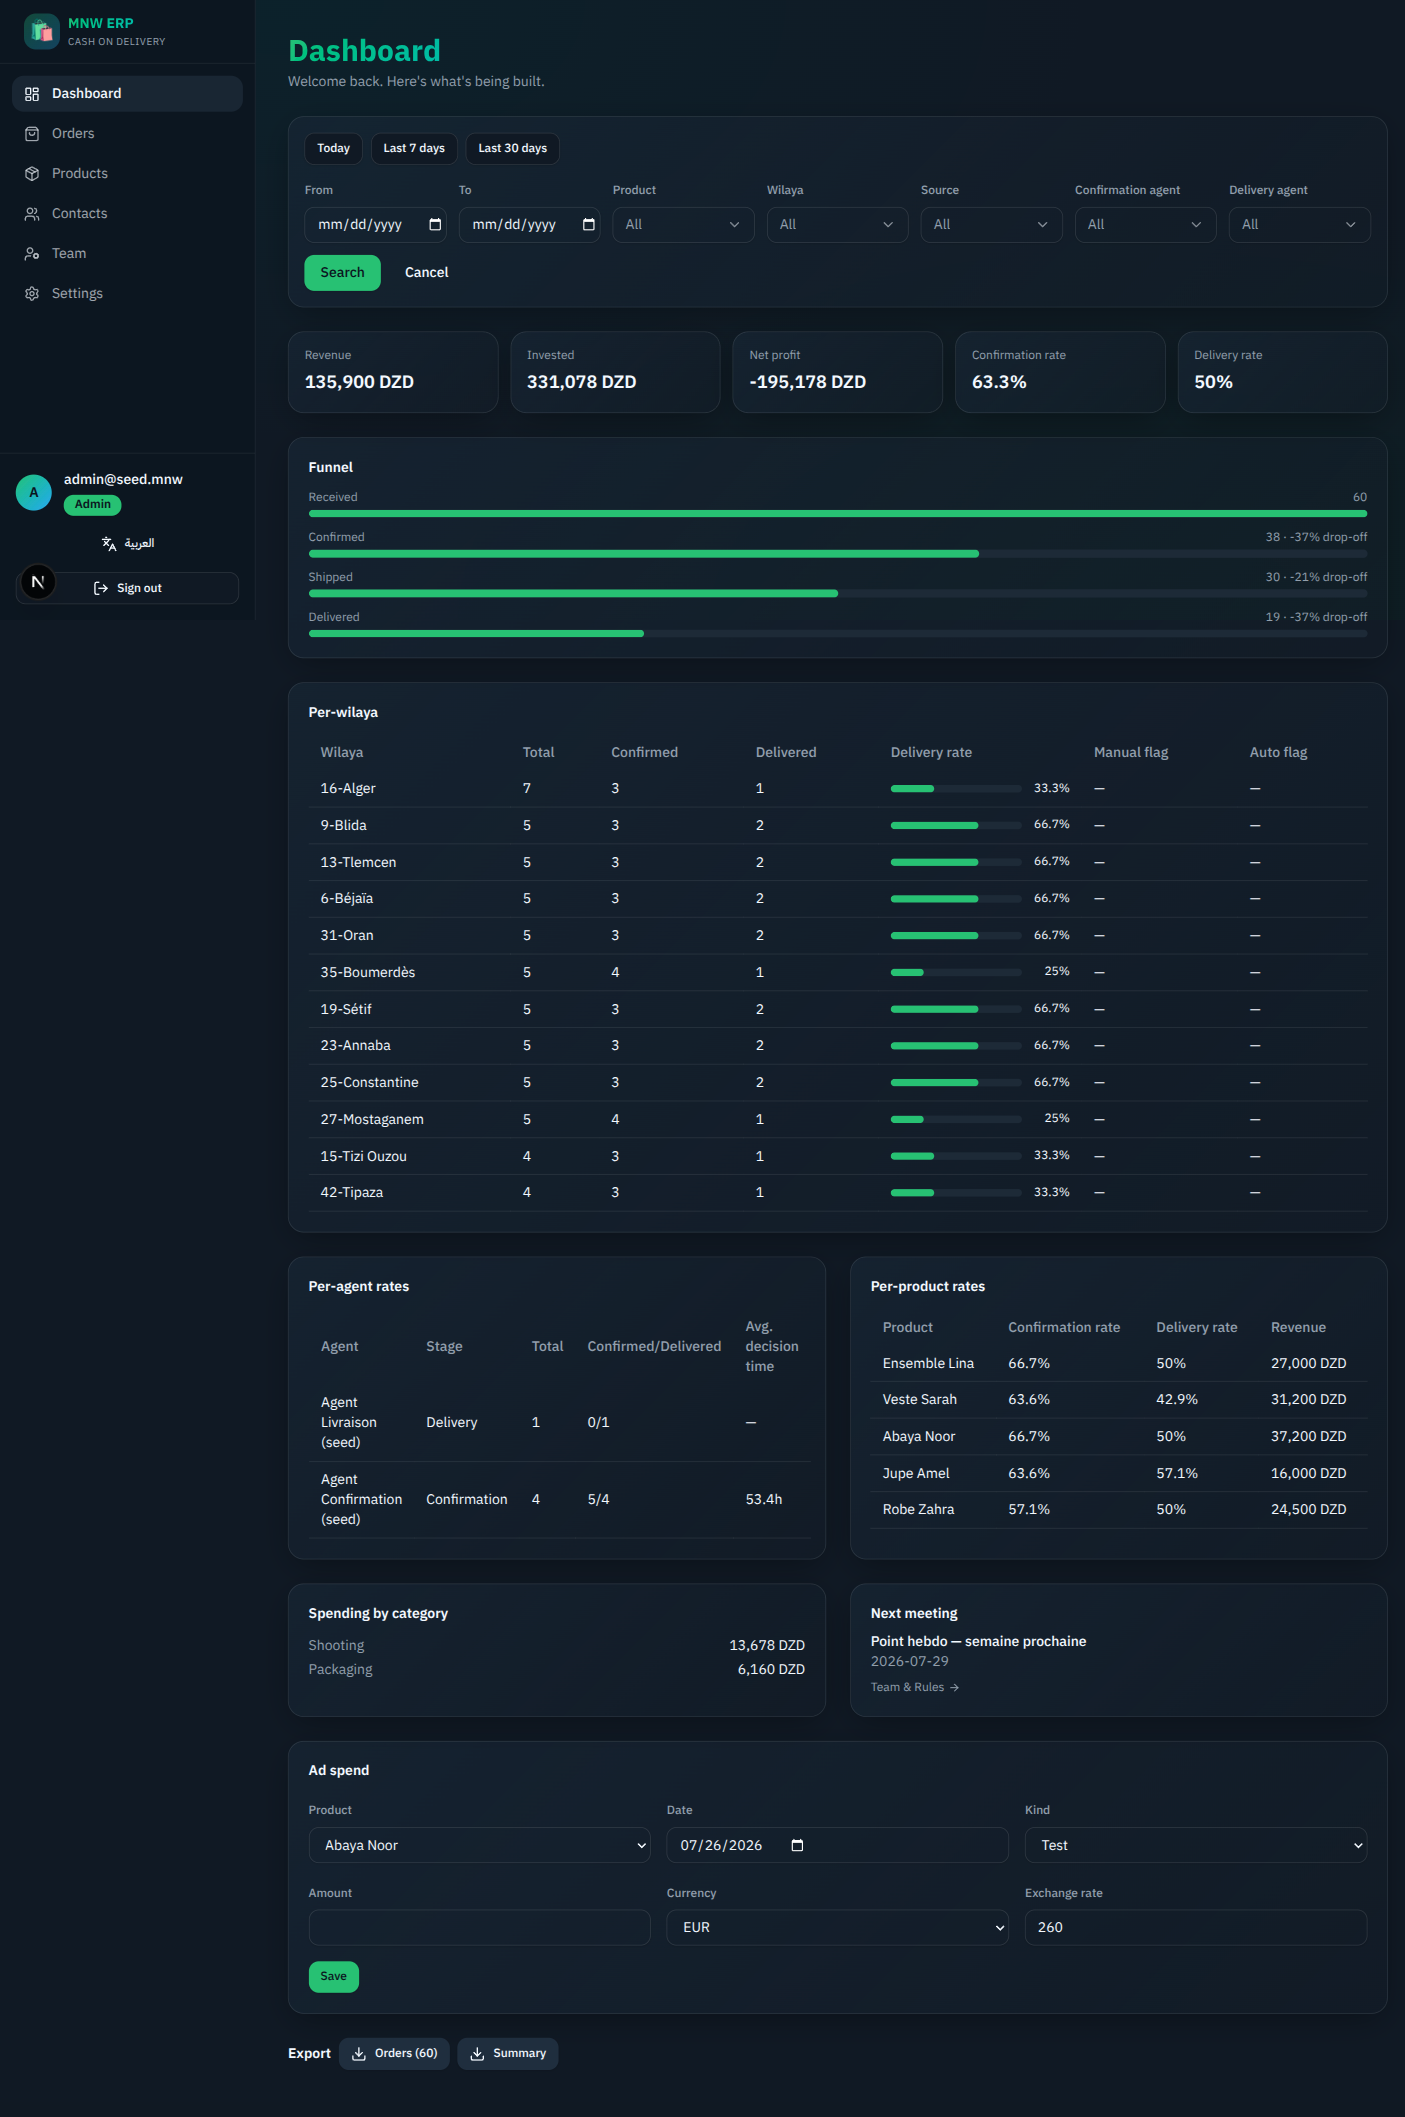 MNW ERP
CASH ON DELIVERY
Dashboard
Orders
Products
Contacts
Team
Settings
A
admin@seed.mnw
Admin
العربية
N
Sign out
Dashboard
Welcome back. Here's what's being built.
Today Last 7 days Last 30 days
From To Product Wilaya Source Confirmation agent Delivery agent
mm/dd/yyyy mm/dd/yyyy All All All All All
Search Cancel
Revenue Invested Net profit Confirmation rate Delivery rate
135,900 DZD 331,078 DZD -195,178 DZD 63.3% 50%
Funnel
Received 60
Confirmed 38 · -37% drop-off
Shipped 30 · -21% drop-off
Delivered 19 · -37% drop-off
Per-wilaya
Wilaya Total Confirmed Delivered Delivery rate Manual flag Auto flag
16-Alger 7 3 1 33.3% — —
9-Blida 5 3 2 66.7% — —
13-Tlemcen 5 3 2 66.7% — —
6-Béjaïa 5 3 2 66.7% — —
31-Oran 5 3 2 66.7% — —
35-Boumerdès 5 4 1 25% — —
19-Sétif 5 3 2 66.7% — —
23-Annaba 5 3 2 66.7% — —
25-Constantine 5 3 2 66.7% — —
27-Mostaganem 5 4 1 25% — —
15-Tizi Ouzou 4 3 1 33.3% — —
42-Tipaza 4 3 1 33.3% — —
Per-agent rates
Agent Stage Total Confirmed/Delivered Avg. decision time
Agent Livraison (seed) Delivery 1 0/1 —
Agent Confirmation (seed) Confirmation 4 5/4 53.4h
Per-product rates
Product Confirmation rate Delivery rate Revenue
Ensemble Lina 66.7% 50% 27,000 DZD
Veste Sarah 63.6% 42.9% 31,200 DZD
Abaya Noor 66.7% 50% 37,200 DZD
Jupe Amel 63.6% 57.1% 16,000 DZD
Robe Zahra 57.1% 50% 24,500 DZD
Spending by category
Shooting 13,678 DZD
Packaging 6,160 DZD
Next meeting
Point hebdo — semaine prochaine
2026-07-29
Team & Rules →
Ad spend
Product Date Kind
Abaya Noor 07/26/2026 Test
Amount Currency Exchange rate
EUR 260
Save
Export Orders (60) Summary